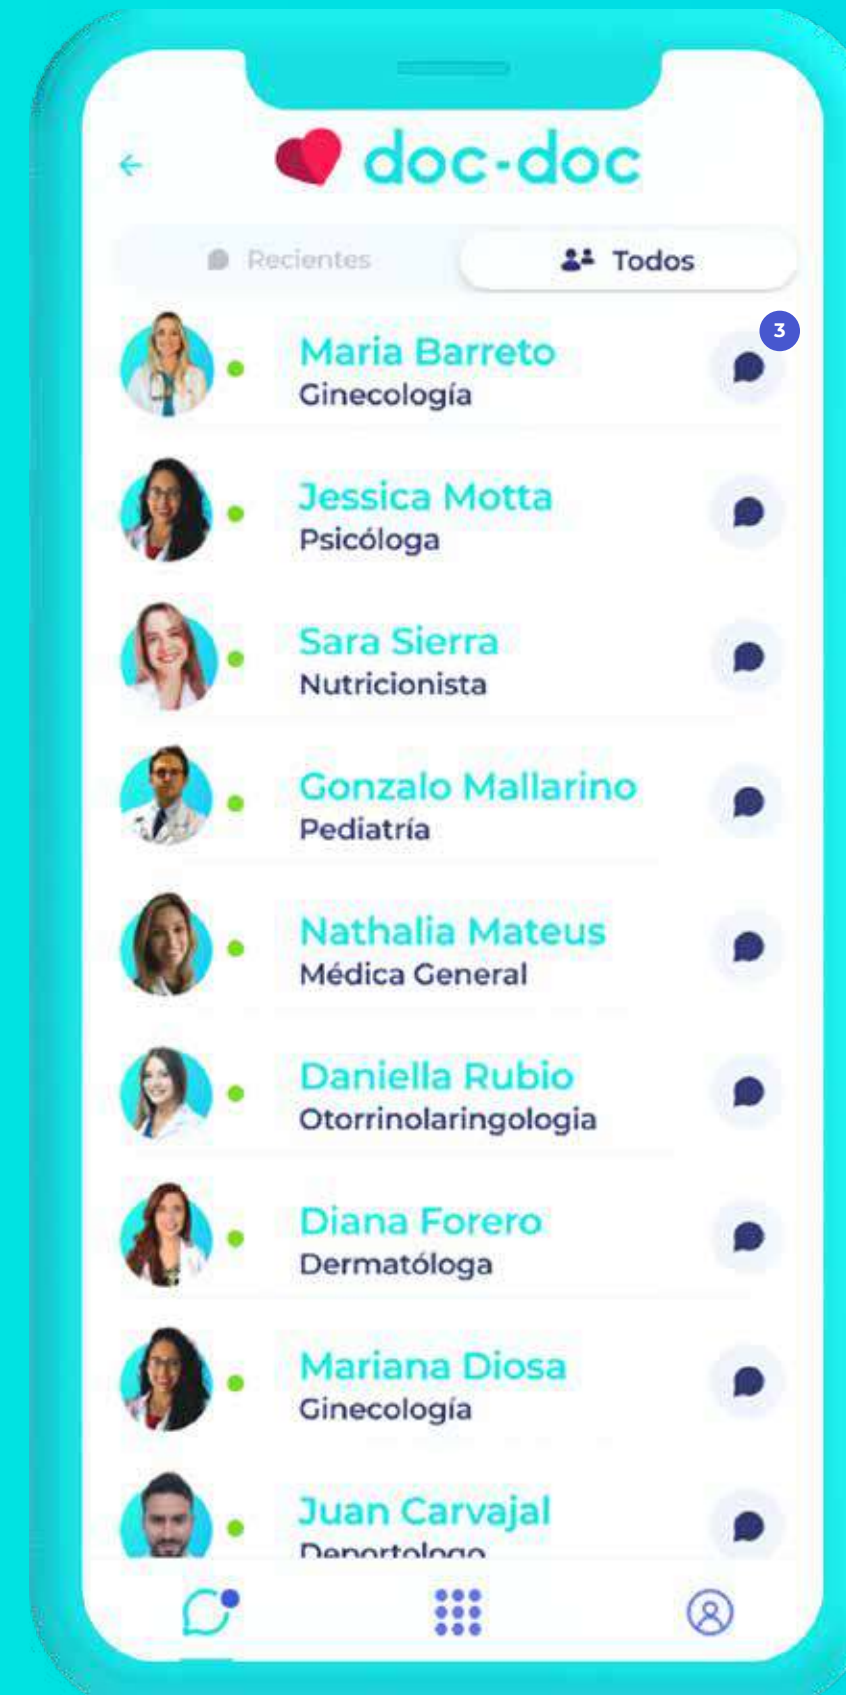 doc-doc
Recientes
Todos
3
Maria Barreto
Ginecología
Jessica Motta
Psicóloga
Sara Sierra
Nutricionista
Gonzalo Mallarino
Pediatría
Nathalia Mateus
Médica General
Daniella Rubio
Otorrinolaringologia
Diana Forero
Dermatóloga
Mariana Diosa
Ginecología
Juan Carvajal
Deportologo